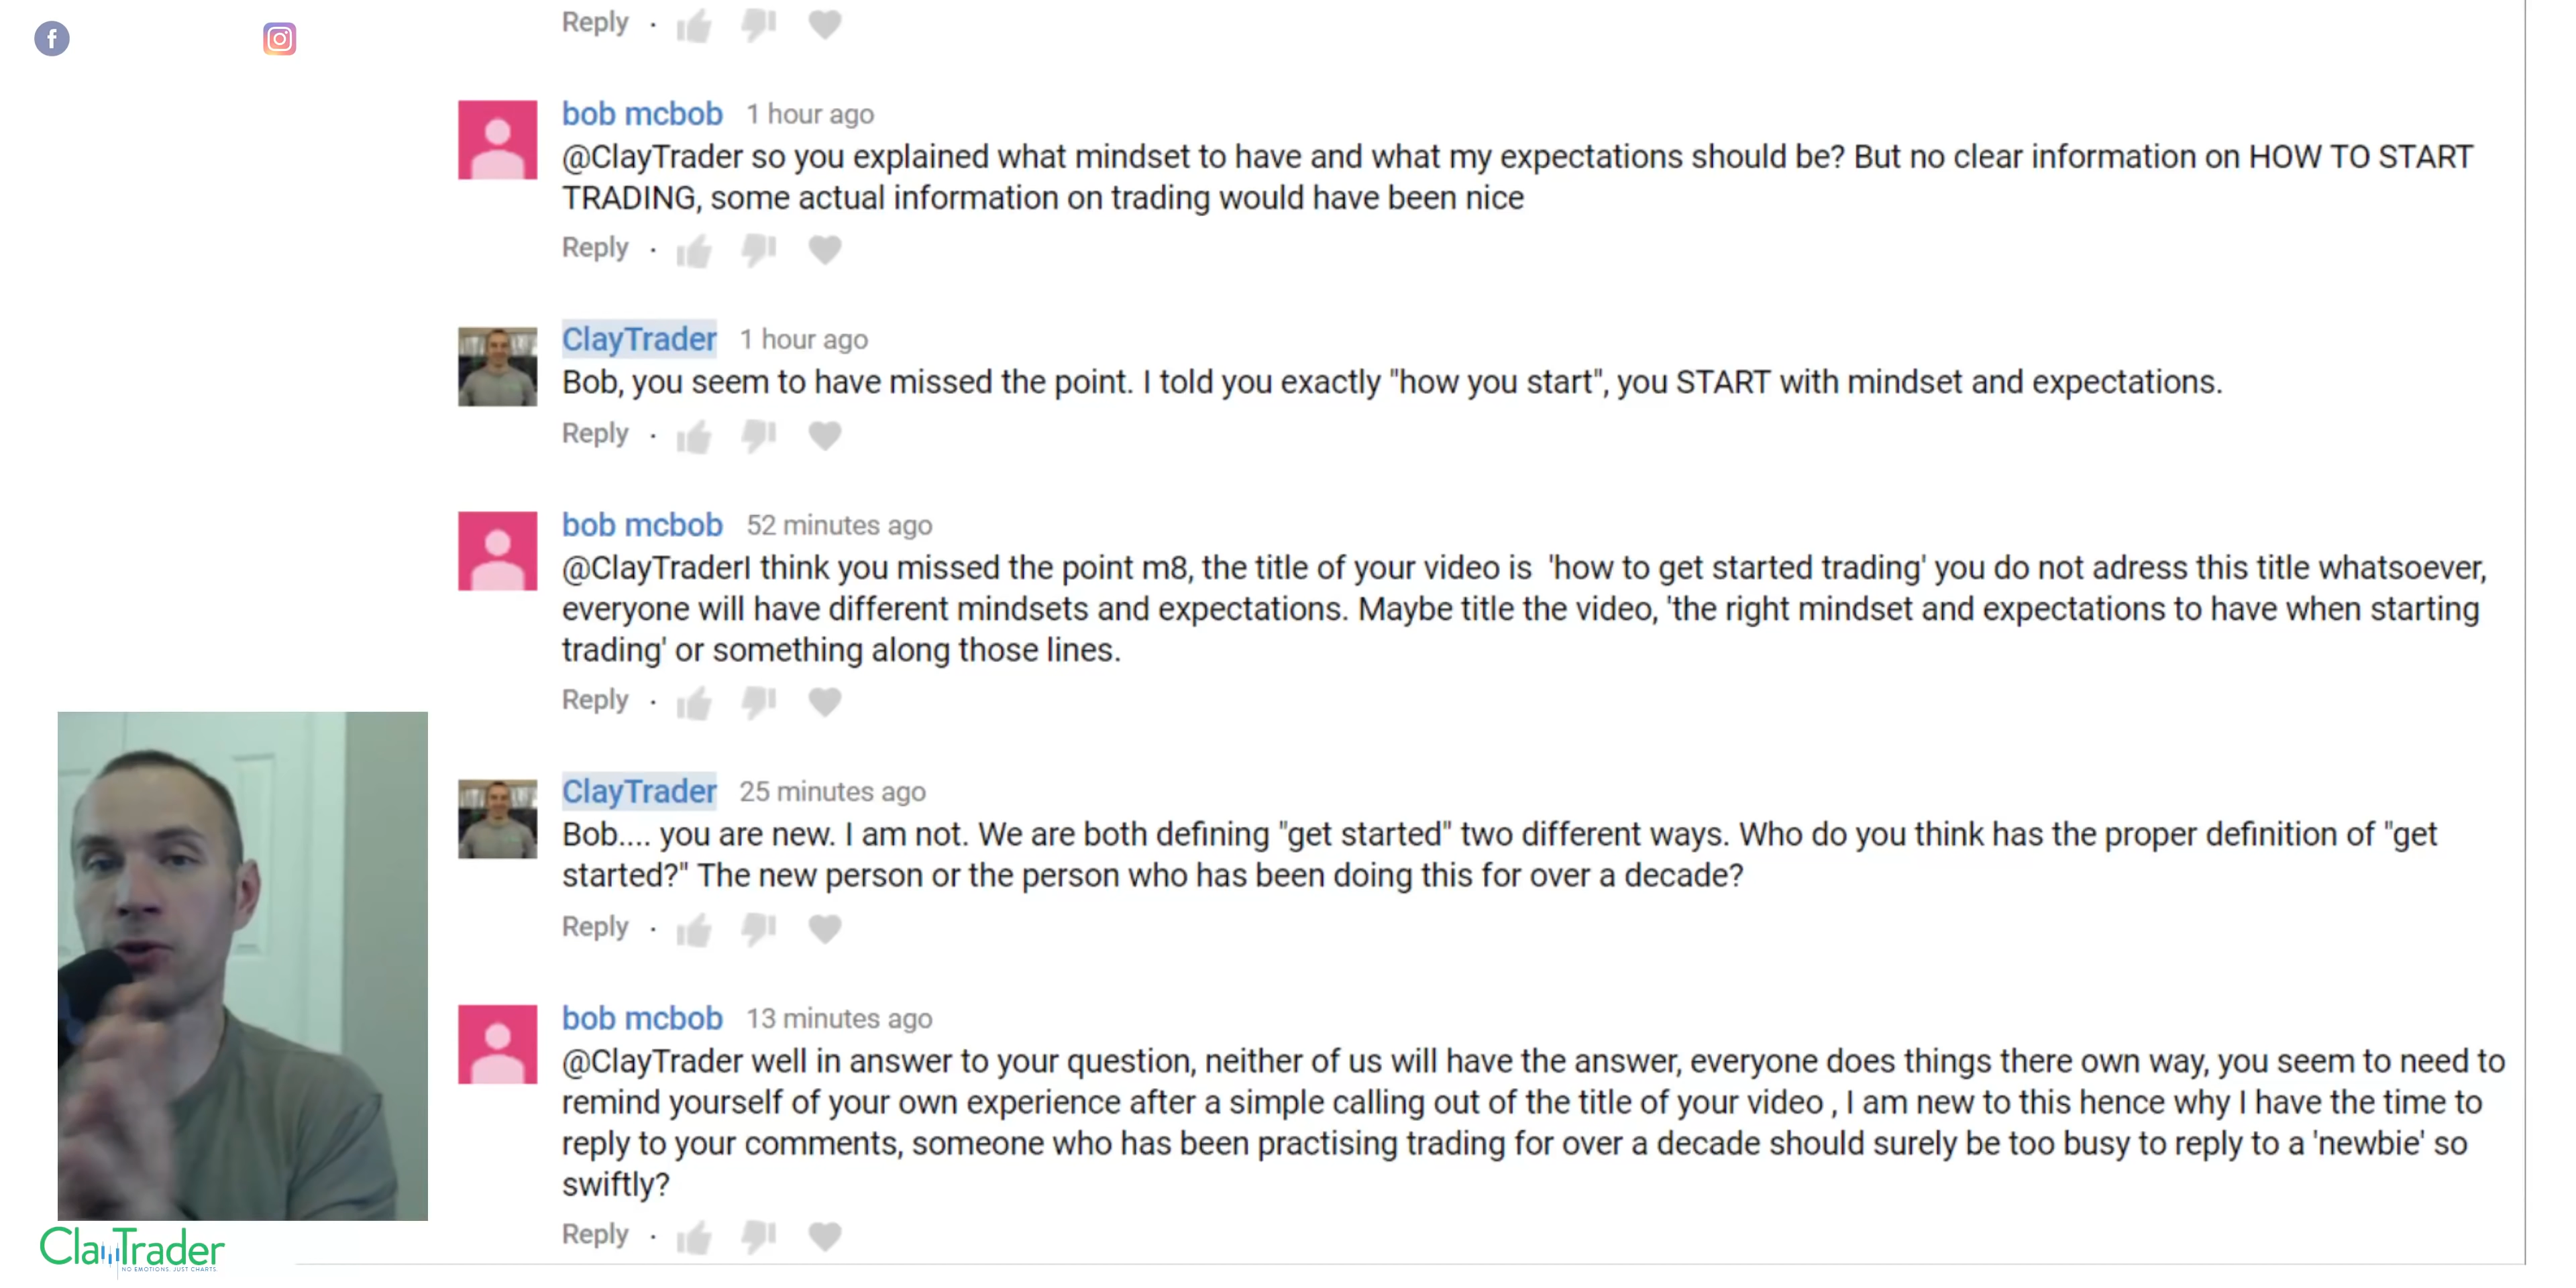 Reply ·
bob mcbob 1 hour ago
@ClayTrader so you explained what mindset to have and what my expectations should be? But no clear information on HOW TO START
TRADING, some actual information on trading would have been nice
Reply ·
ClayTrader 1 hour ago
Bob, you seem to have missed the point. I told you exactly "how you start", you START with mindset and expectations.
Reply ·
bob mcbob 52 minutes ago
@ClayTraderI think you missed the point m8, the title of your video is 'how to get started trading' you do not adress this title whatsoever,
everyone will have different mindsets and expectations. Maybe title the video, 'the right mindset and expectations to have when starting
trading' or something along those lines.
Reply ·
ClayTrader 25 minutes ago
Bob.... you are new. I am not. We are both defining "get started" two different ways. Who do you think has the proper definition of "get
started?" The new person or the person who has been doing this for over a decade?
Reply ·
bob mcbob 13 minutes ago
@ClayTrader well in answer to your question, neither of us will have the answer, everyone does things there own way, you seem to need to
remind yourself of your own experience after a simple calling out of the title of your video , I am new to this hence why I have the time to
reply to your comments, someone who has been practising trading for over a decade should surely be too busy to reply to a 'newbie' so
swiftly?
Reply ·
ClayTrader
NO EMOTIONS. JUST CHARTS.